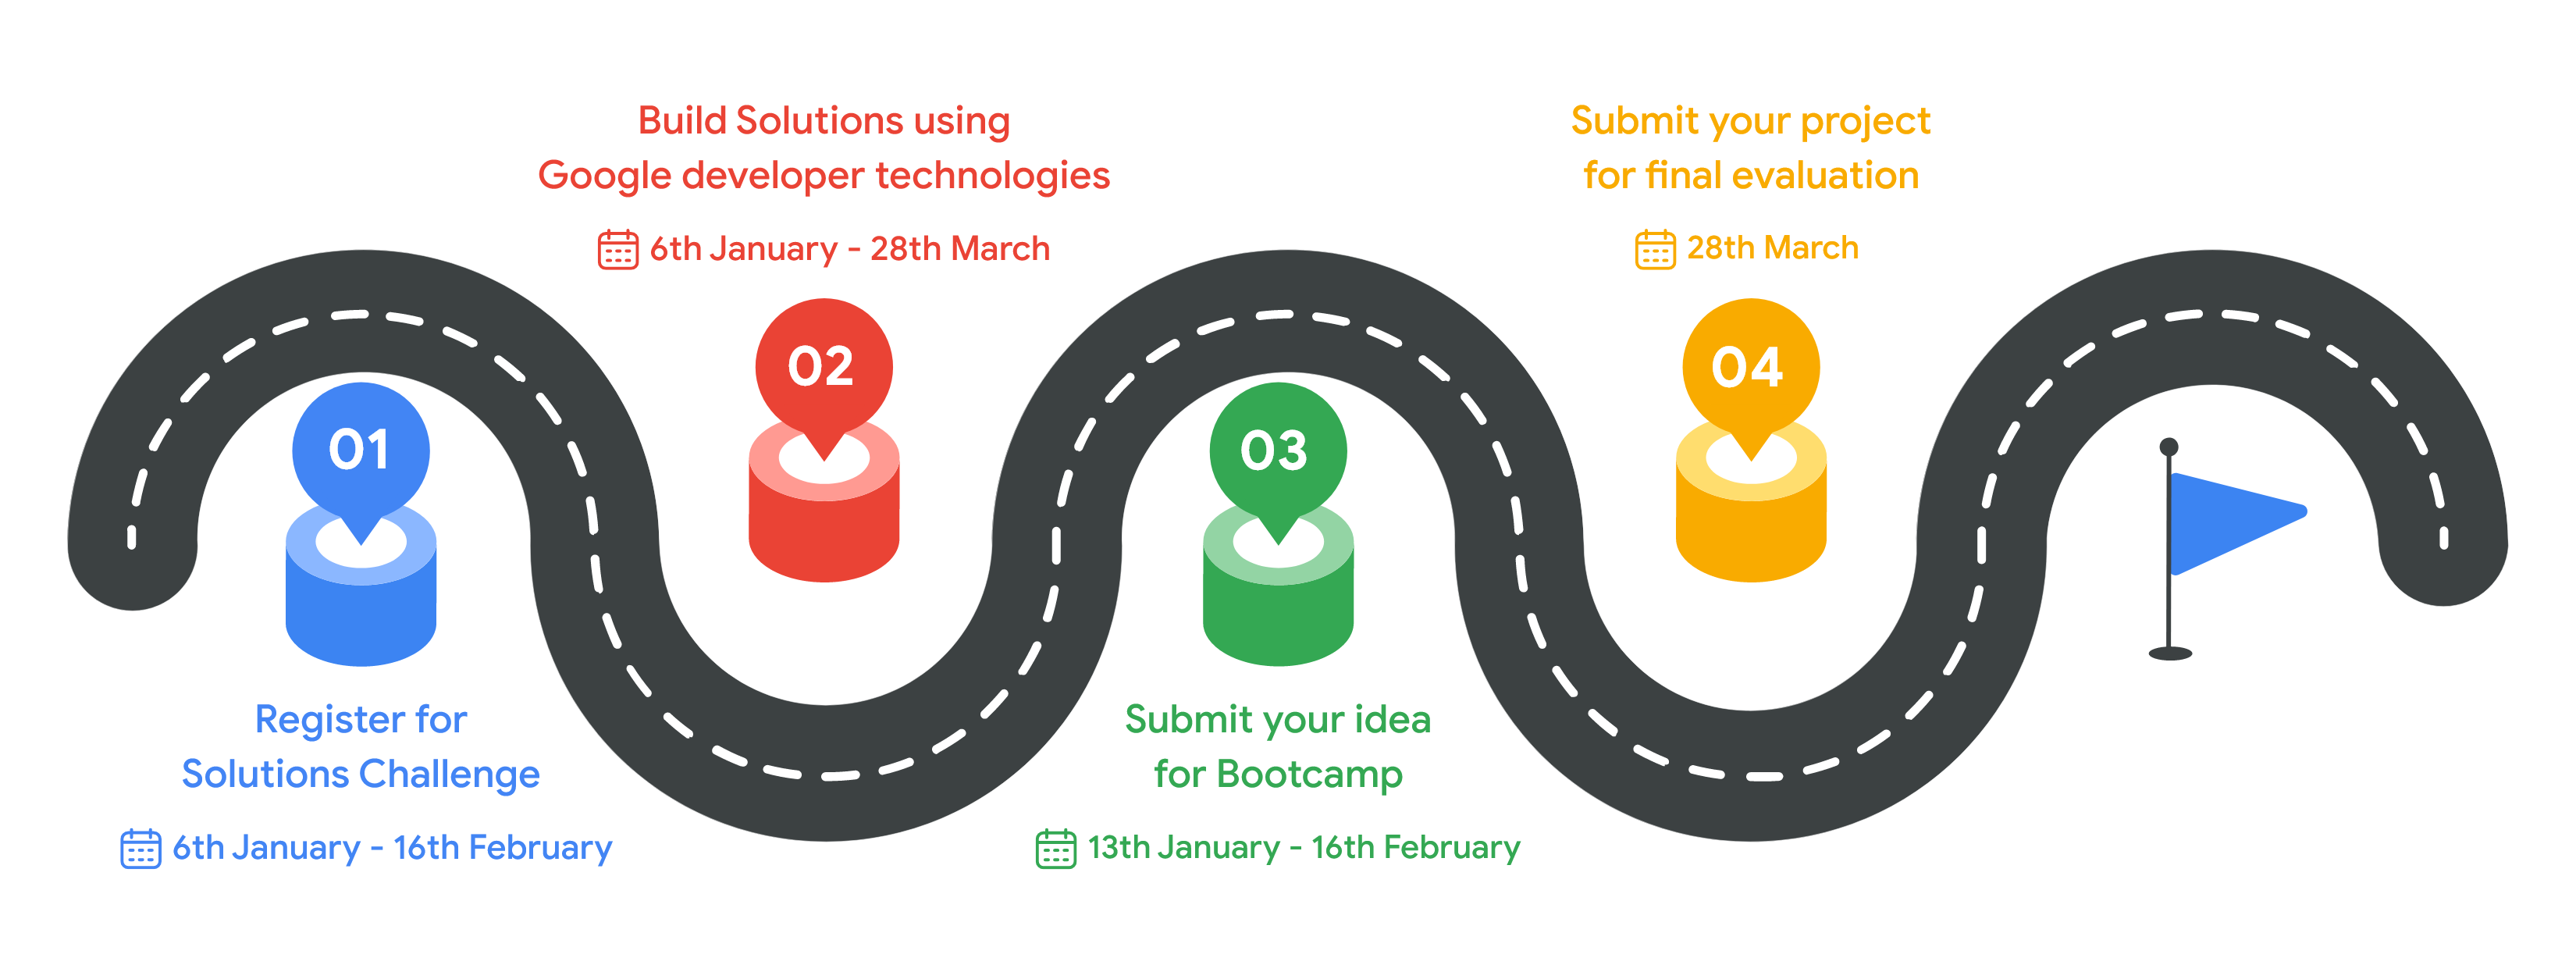 01
Register for
Solutions Challenge
6th January - 16th February
Build Solutions using
Google developer technologies
6th January - 28th March
02
03
Submit your idea
for Bootcamp
13th January - 16th February
Submit your project
for final evaluation
28th March
04